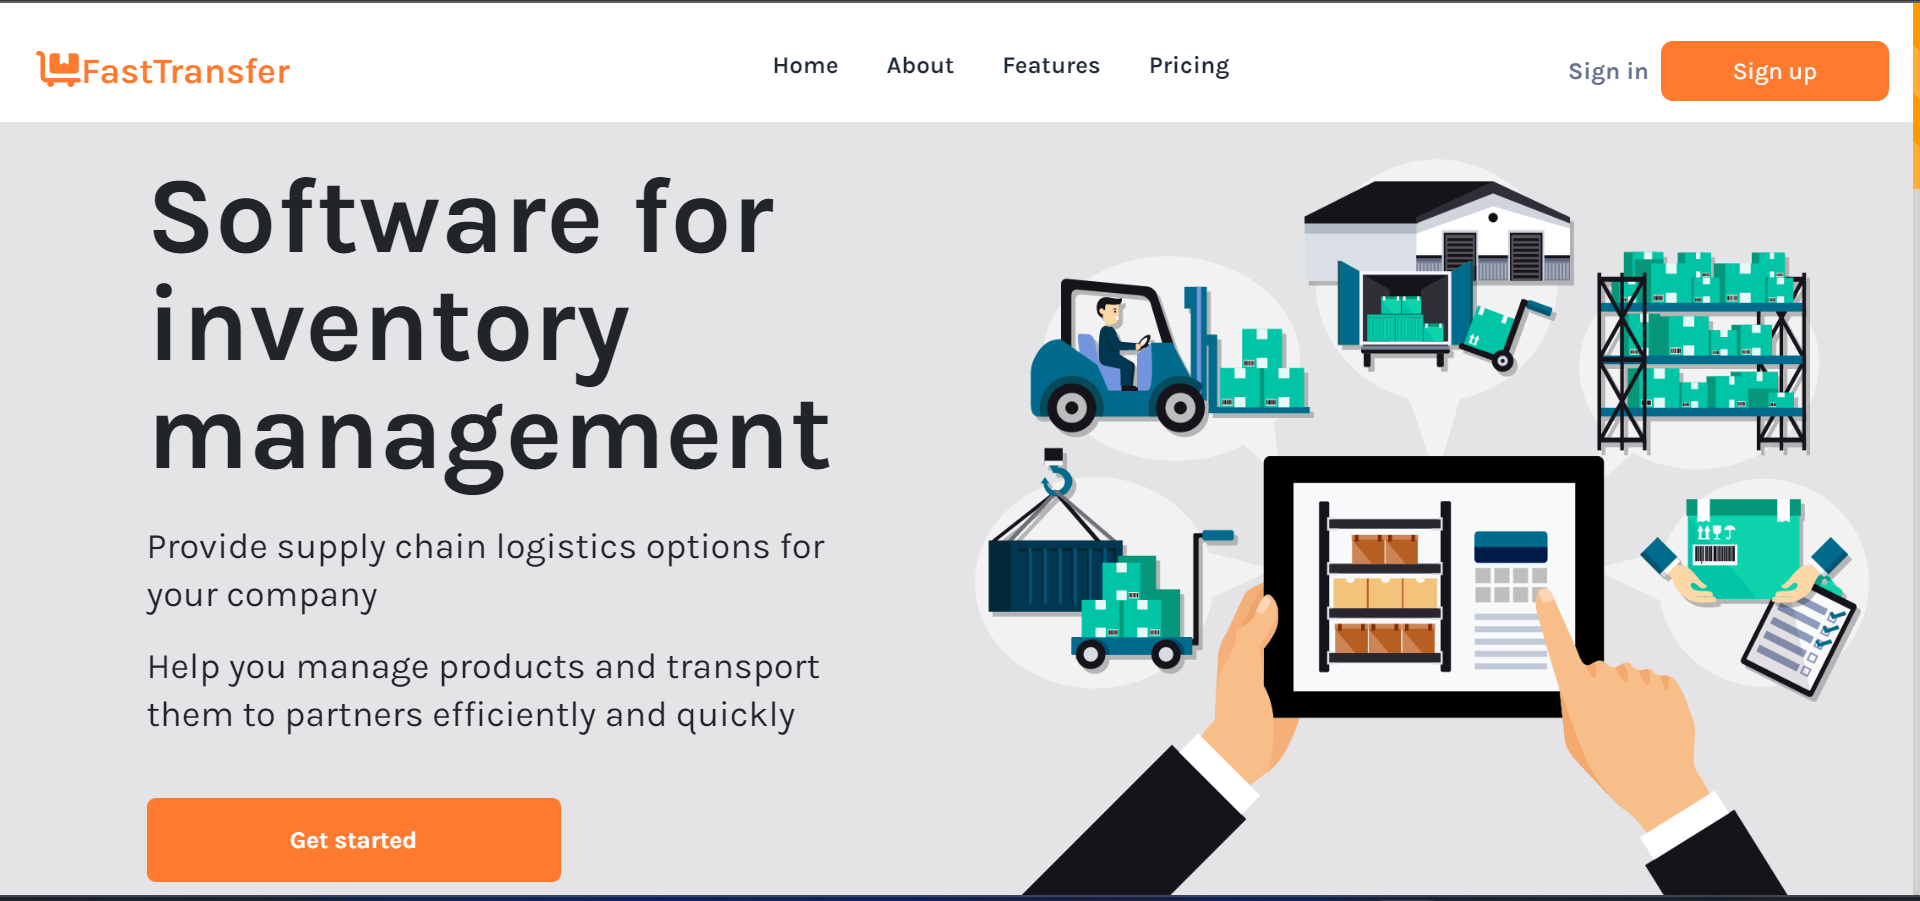 FastTransfer
Home
About
Features
Pricing
Sign in
Sign up
Software for
inventory
management
Provide supply chain logistics options for
your company
Help you manage products and transport
them to partners efficiently and quickly
Get started